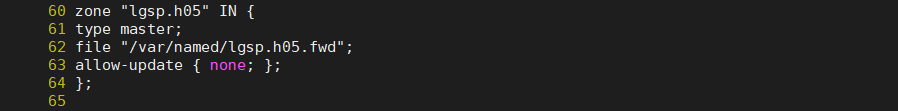 60 zone "lgsp.h05" IN {
61 type master;
62 file "/var/named/lgsp.h05.fwd";
63 allow-update { none; };
64 };
65